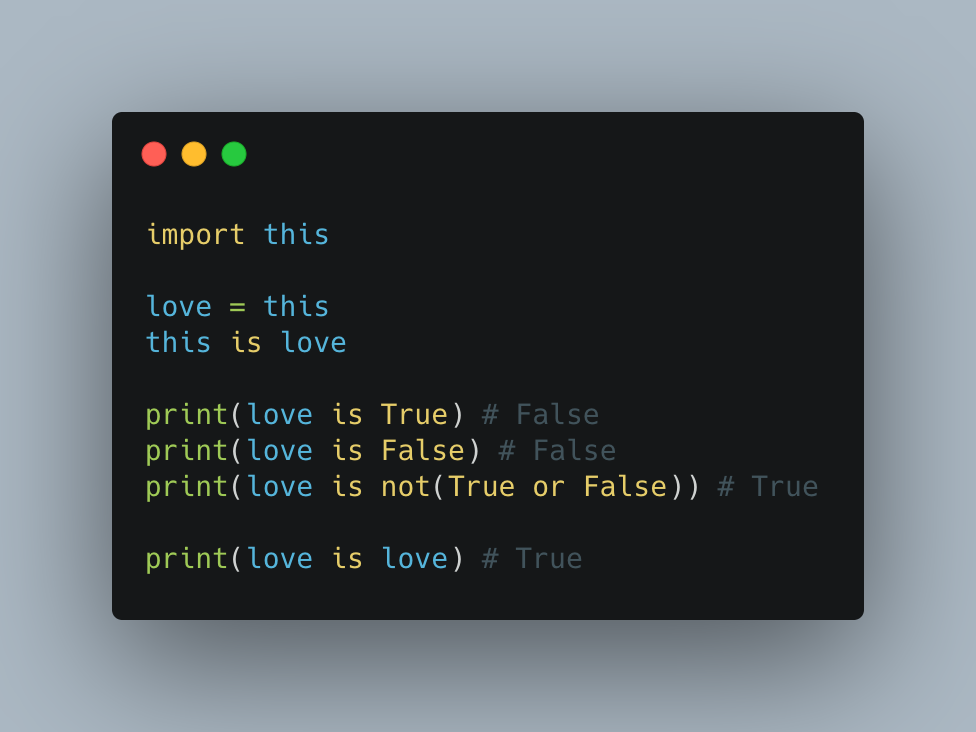 import this
love = this
this is love
print(love is True) # False
print(love is False) # False
print(love is not(True or False)) # True
print(love is love) # True